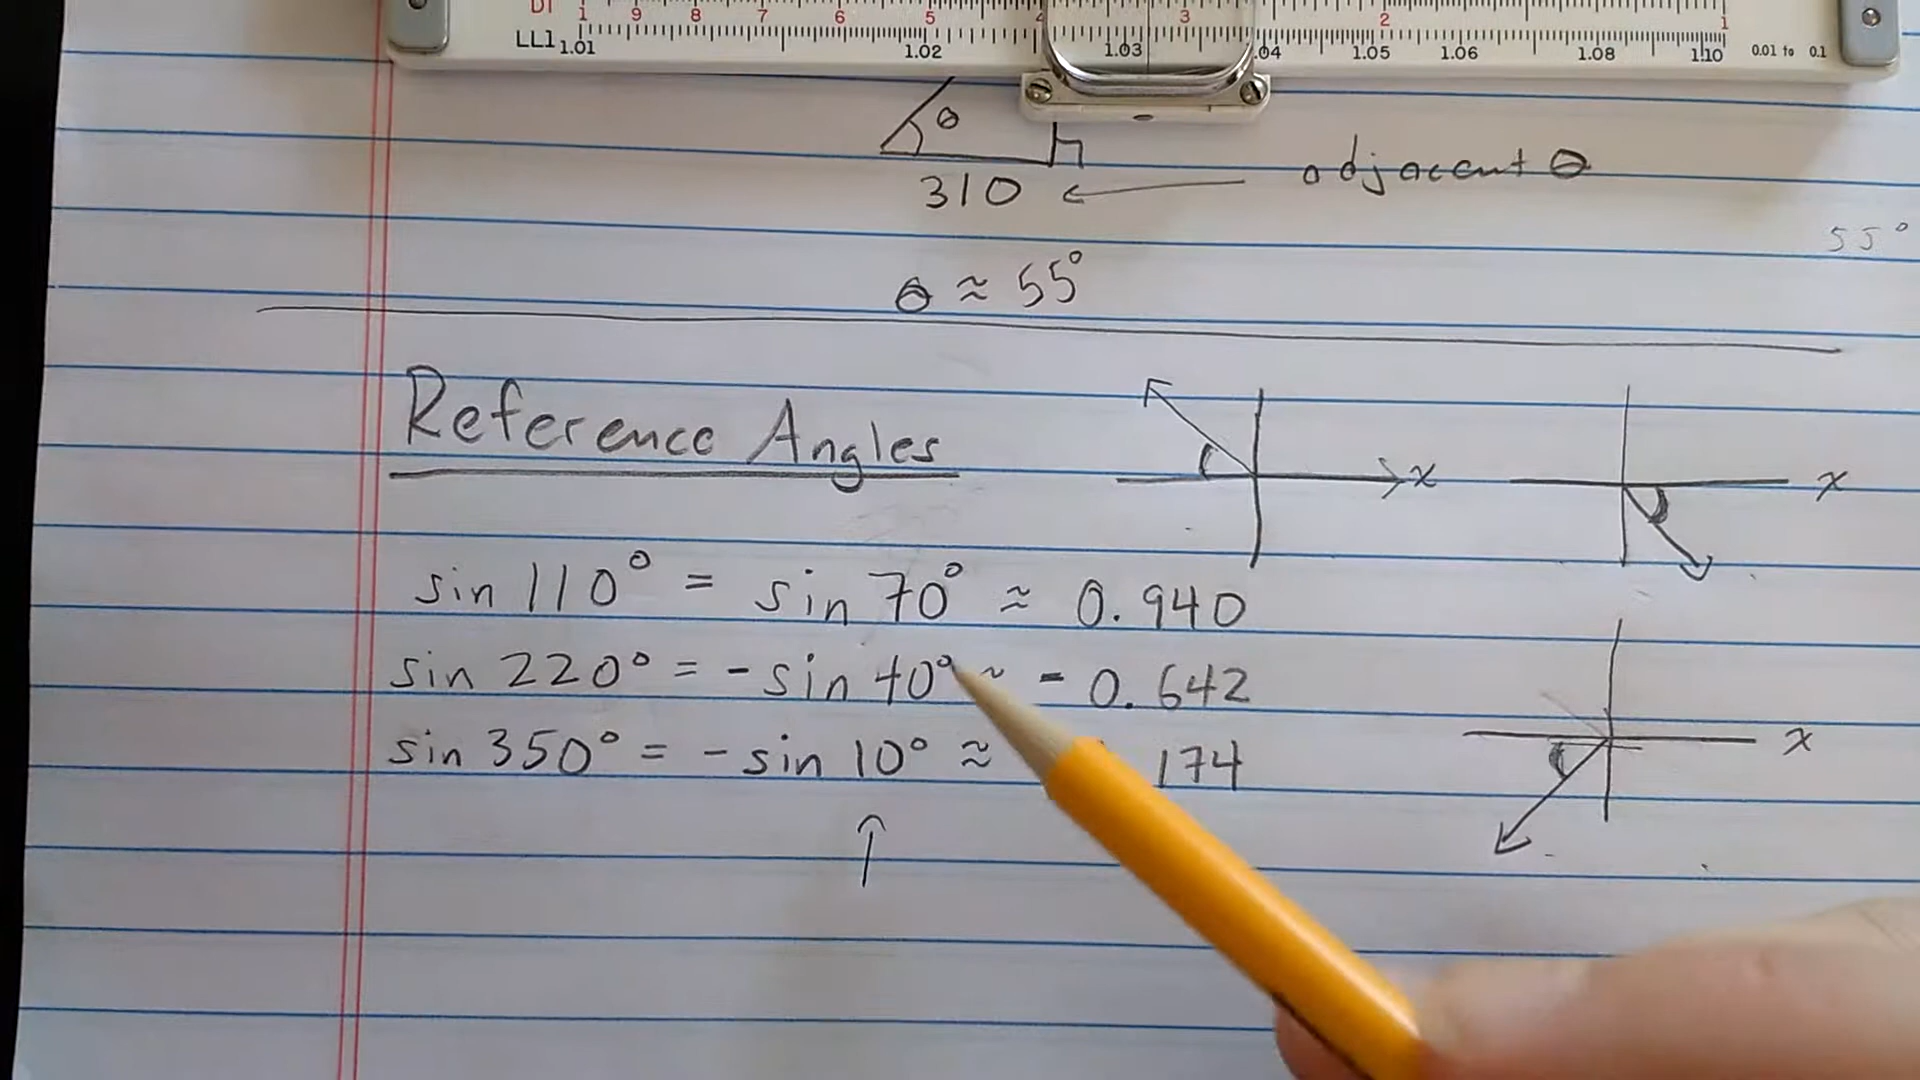 DI 1 9 8 7 6 5 4 3 2 1
LL1 1.01 1.02 1.03 1.04 1.05 1.06 1.08 1.10 0.01 to 0.1
θ
adjacent θ
310
55°
θ ≈ 55°
Reference Angles
x
x
sin 110° = sin 70° ≈ 0.940
sin 220° = -sin 40° ≈ -0.642
x
sin 350° = -sin 10° ≈ 174